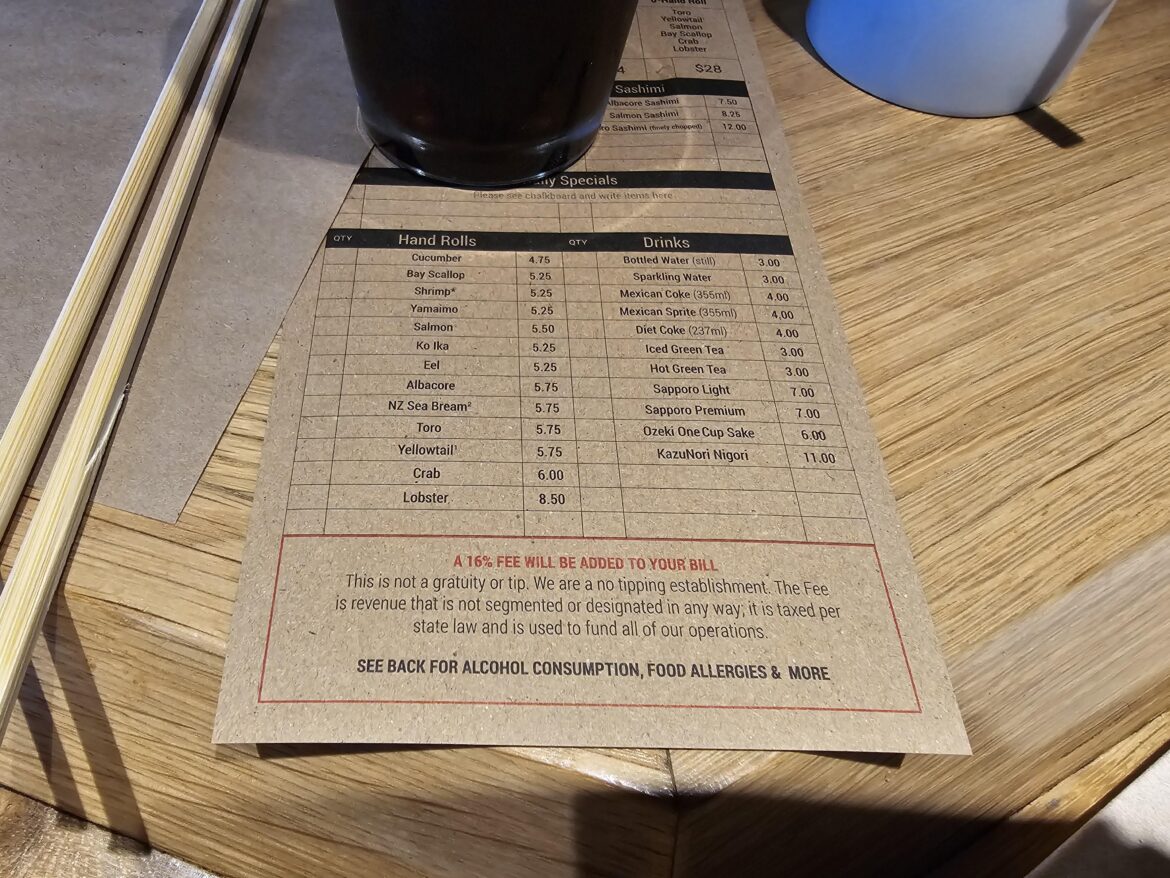 Hand Roll
Toro
Yellowtail¹
Salmon
Bay Scallop
Crab
Lobster
4 $28
Sashimi
Albacore Sashimi 7.50
Salmon Sashimi 8.25
Sashimi (finely chopped) 12.00
Specials
Please see chalkboard and write items here
QTY Hand Rolls QTY Drinks
Cucumber 4.75 Bottled Water (still) 3.00
Bay Scallop 5.25 Sparkling Water 3.00
Shrimp* 5.25 Mexican Coke (355ml) 4.00
Yamaimo 5.25 Mexican Sprite (355ml) 4.00
Salmon 5.50 Diet Coke (237ml) 4.00
Ko Ika 5.25 Iced Green Tea 3.00
Eel 5.25 Hot Green Tea 3.00
Albacore 5.75 Sapporo Light 7.00
NZ Sea Bream² 5.75 Sapporo Premium 7.00
Toro 5.75 Ozeki One Cup Sake 6.00
Yellowtail¹ 5.75 KazuNori Nigori 11.00
Crab 6.00
Lobster 8.50
A 16% FEE WILL BE ADDED TO YOUR BILL
This is not a gratuity or tip. We are a no tipping establishment. The Fee
is revenue that is not segmented or designated in any way; it is taxed per
state law and is used to fund all of our operations.
SEE BACK FOR ALCOHOL CONSUMPTION, FOOD ALLERGIES & MORE